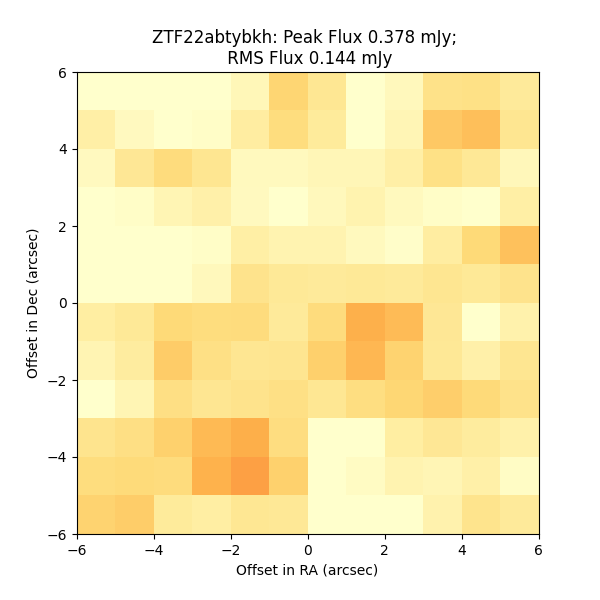 ZTF22abtybkh: Peak Flux 0.378 mJy;
RMS Flux 0.144 mJy
6
4
2
0
−2
−4
−6
Offset in Dec (arcsec)
−6 −4 −2 0 2 4 6
Offset in RA (arcsec)